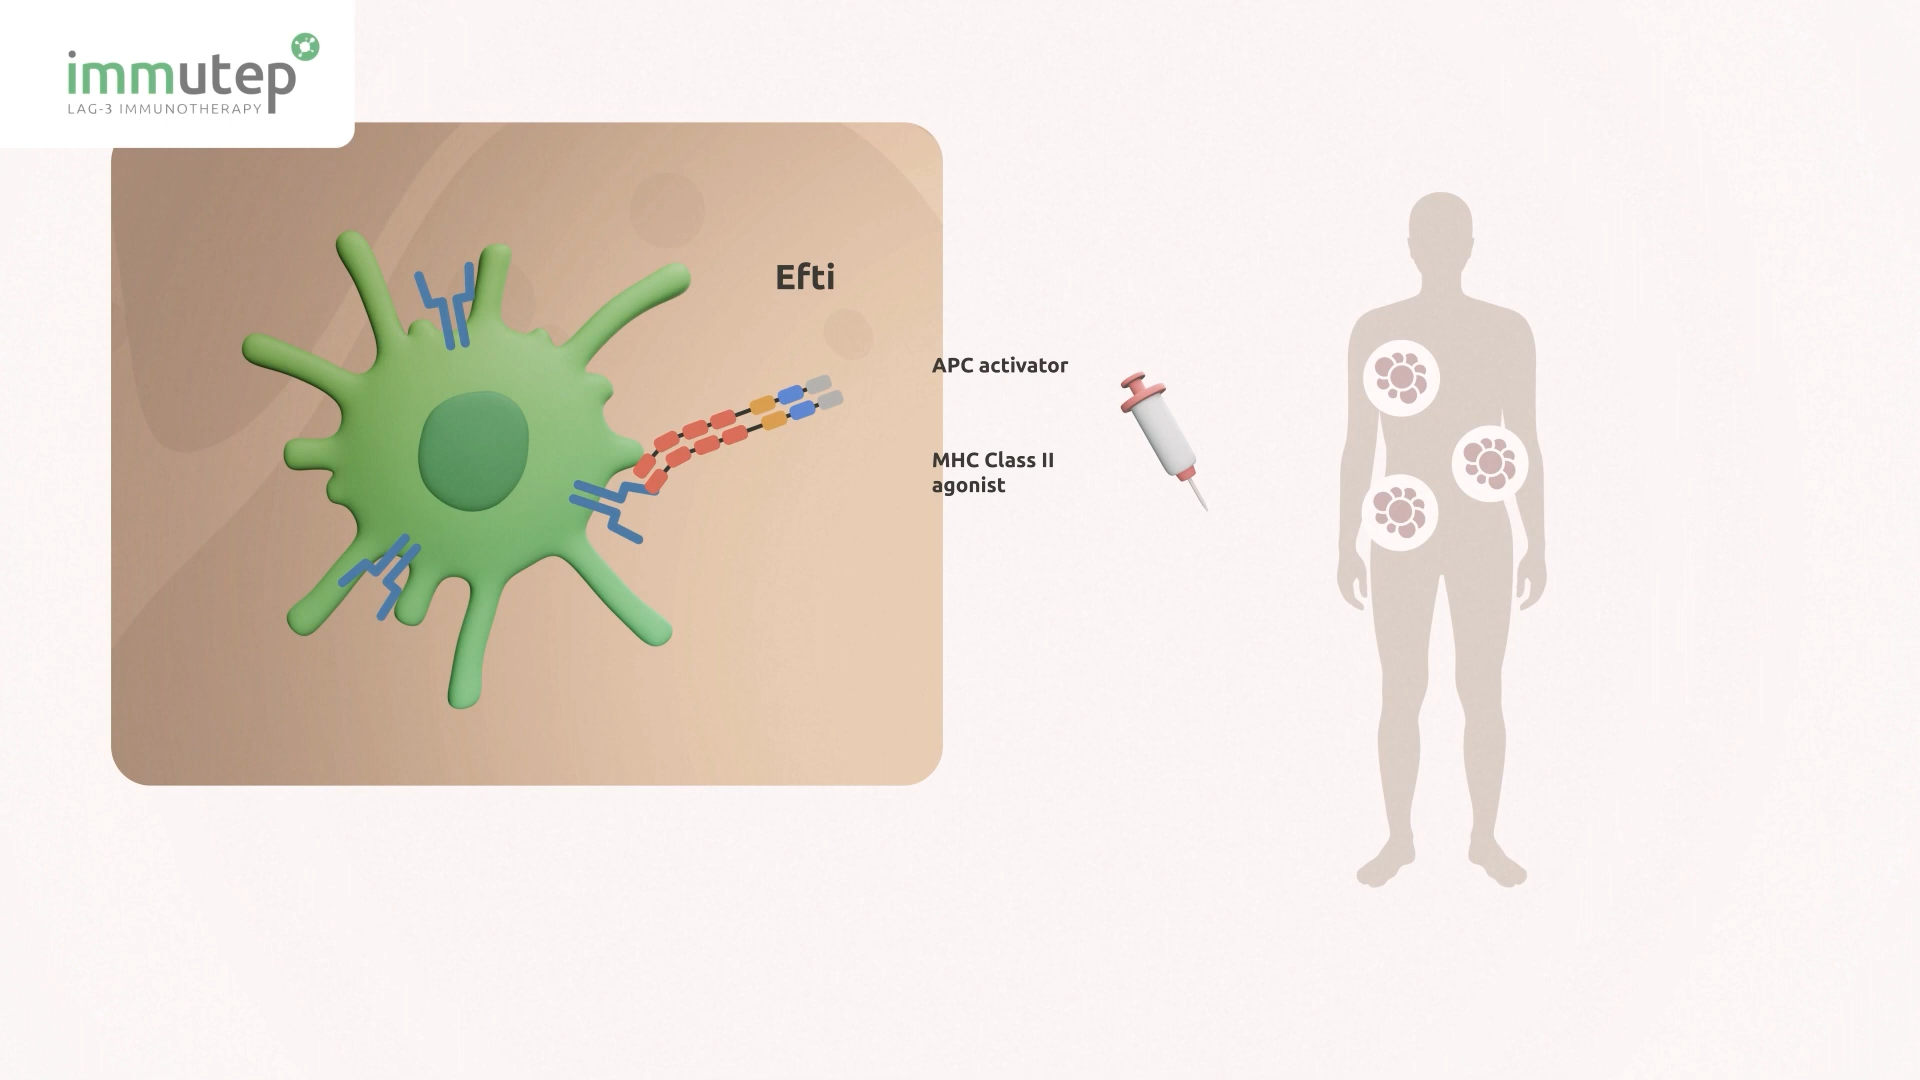 immutep
LAG-3 IMMUNOTHERAPY
Efti
APC activator
MHC Class II
agonist